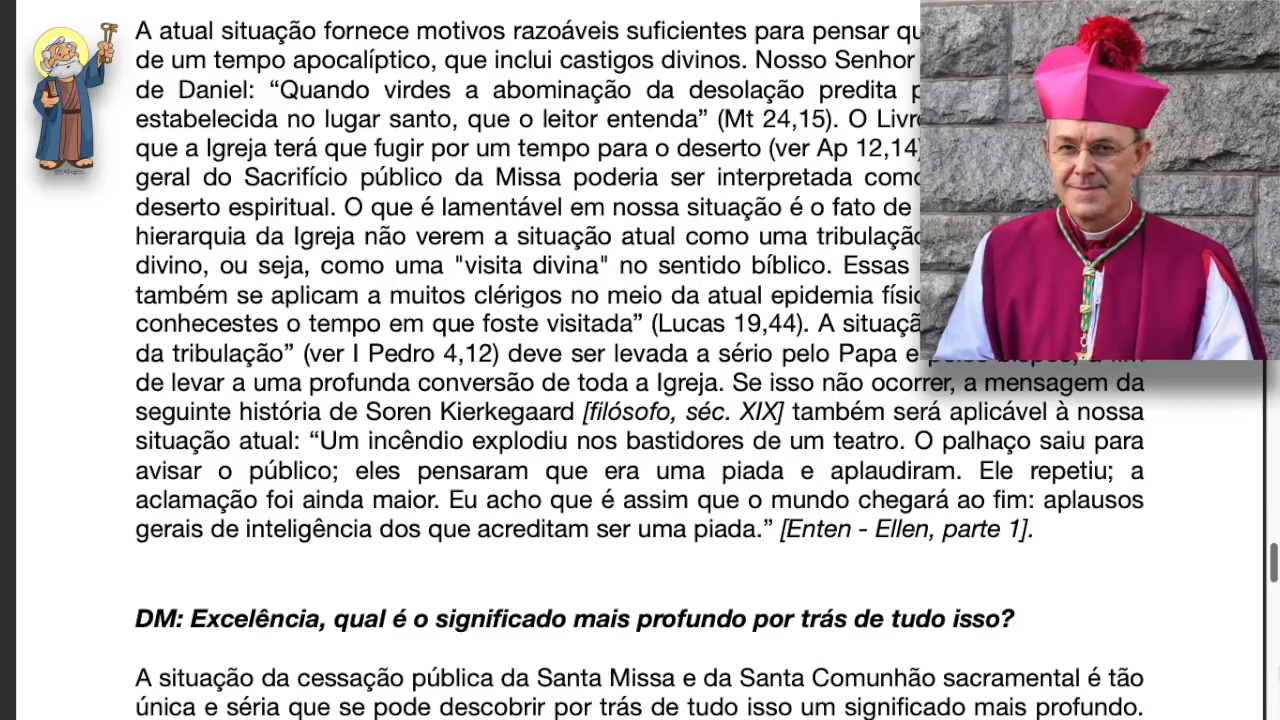 A atual situação fornece motivos razoáveis suficientes para pensar
de um tempo apocalíptico, que inclui castigos divinos. Nosso Senhor
de Daniel: “Quando virdes a abominação da desolação predita
estabelecida no lugar santo, que o leitor entenda” (Mt 24,15). O
que a Igreja terá que fugir por um tempo para o deserto (ver Ap 12,14)
geral do Sacrifício público da Missa poderia ser interpretada
deserto espiritual. O que é lamentável em nossa situação é o fato de
hierarquia da Igreja não verem a situação atual como uma tribulação
divino, ou seja, como uma "visita divina" no sentido bíblico. Essas
também se aplicam a muitos clérigos no meio da atual epidemia
conhecestes o tempo em que foste visitada” (Lucas 19,44). A
da tribulação” (ver I Pedro 4,12) deve ser levada a sério pelo Papa e
de levar a uma profunda conversão de toda a Igreja. Se isso não ocorrer, a mensagem da
seguinte história de Soren Kierkegaard [filósofo, séc. XIX] também será aplicável à nossa
situação atual: “Um incêndio explodiu nos bastidores de um teatro. O palhaço saiu para
avisar o público; eles pensaram que era uma piada e aplaudiram. Ele repetiu; a
aclamação foi ainda maior. Eu acho que é assim que o mundo chegará ao fim: aplausos
gerais de inteligência dos que acreditam ser uma piada.” [Enten - Ellen, parte 1].
DM: Excelência, qual é o significado mais profundo por trás de tudo isso?
A situação da cessação pública da Santa Missa e da Santa Comunhão sacramental é tão
única e séria que se pode descobrir por trás de tudo isso um significado mais profundo.